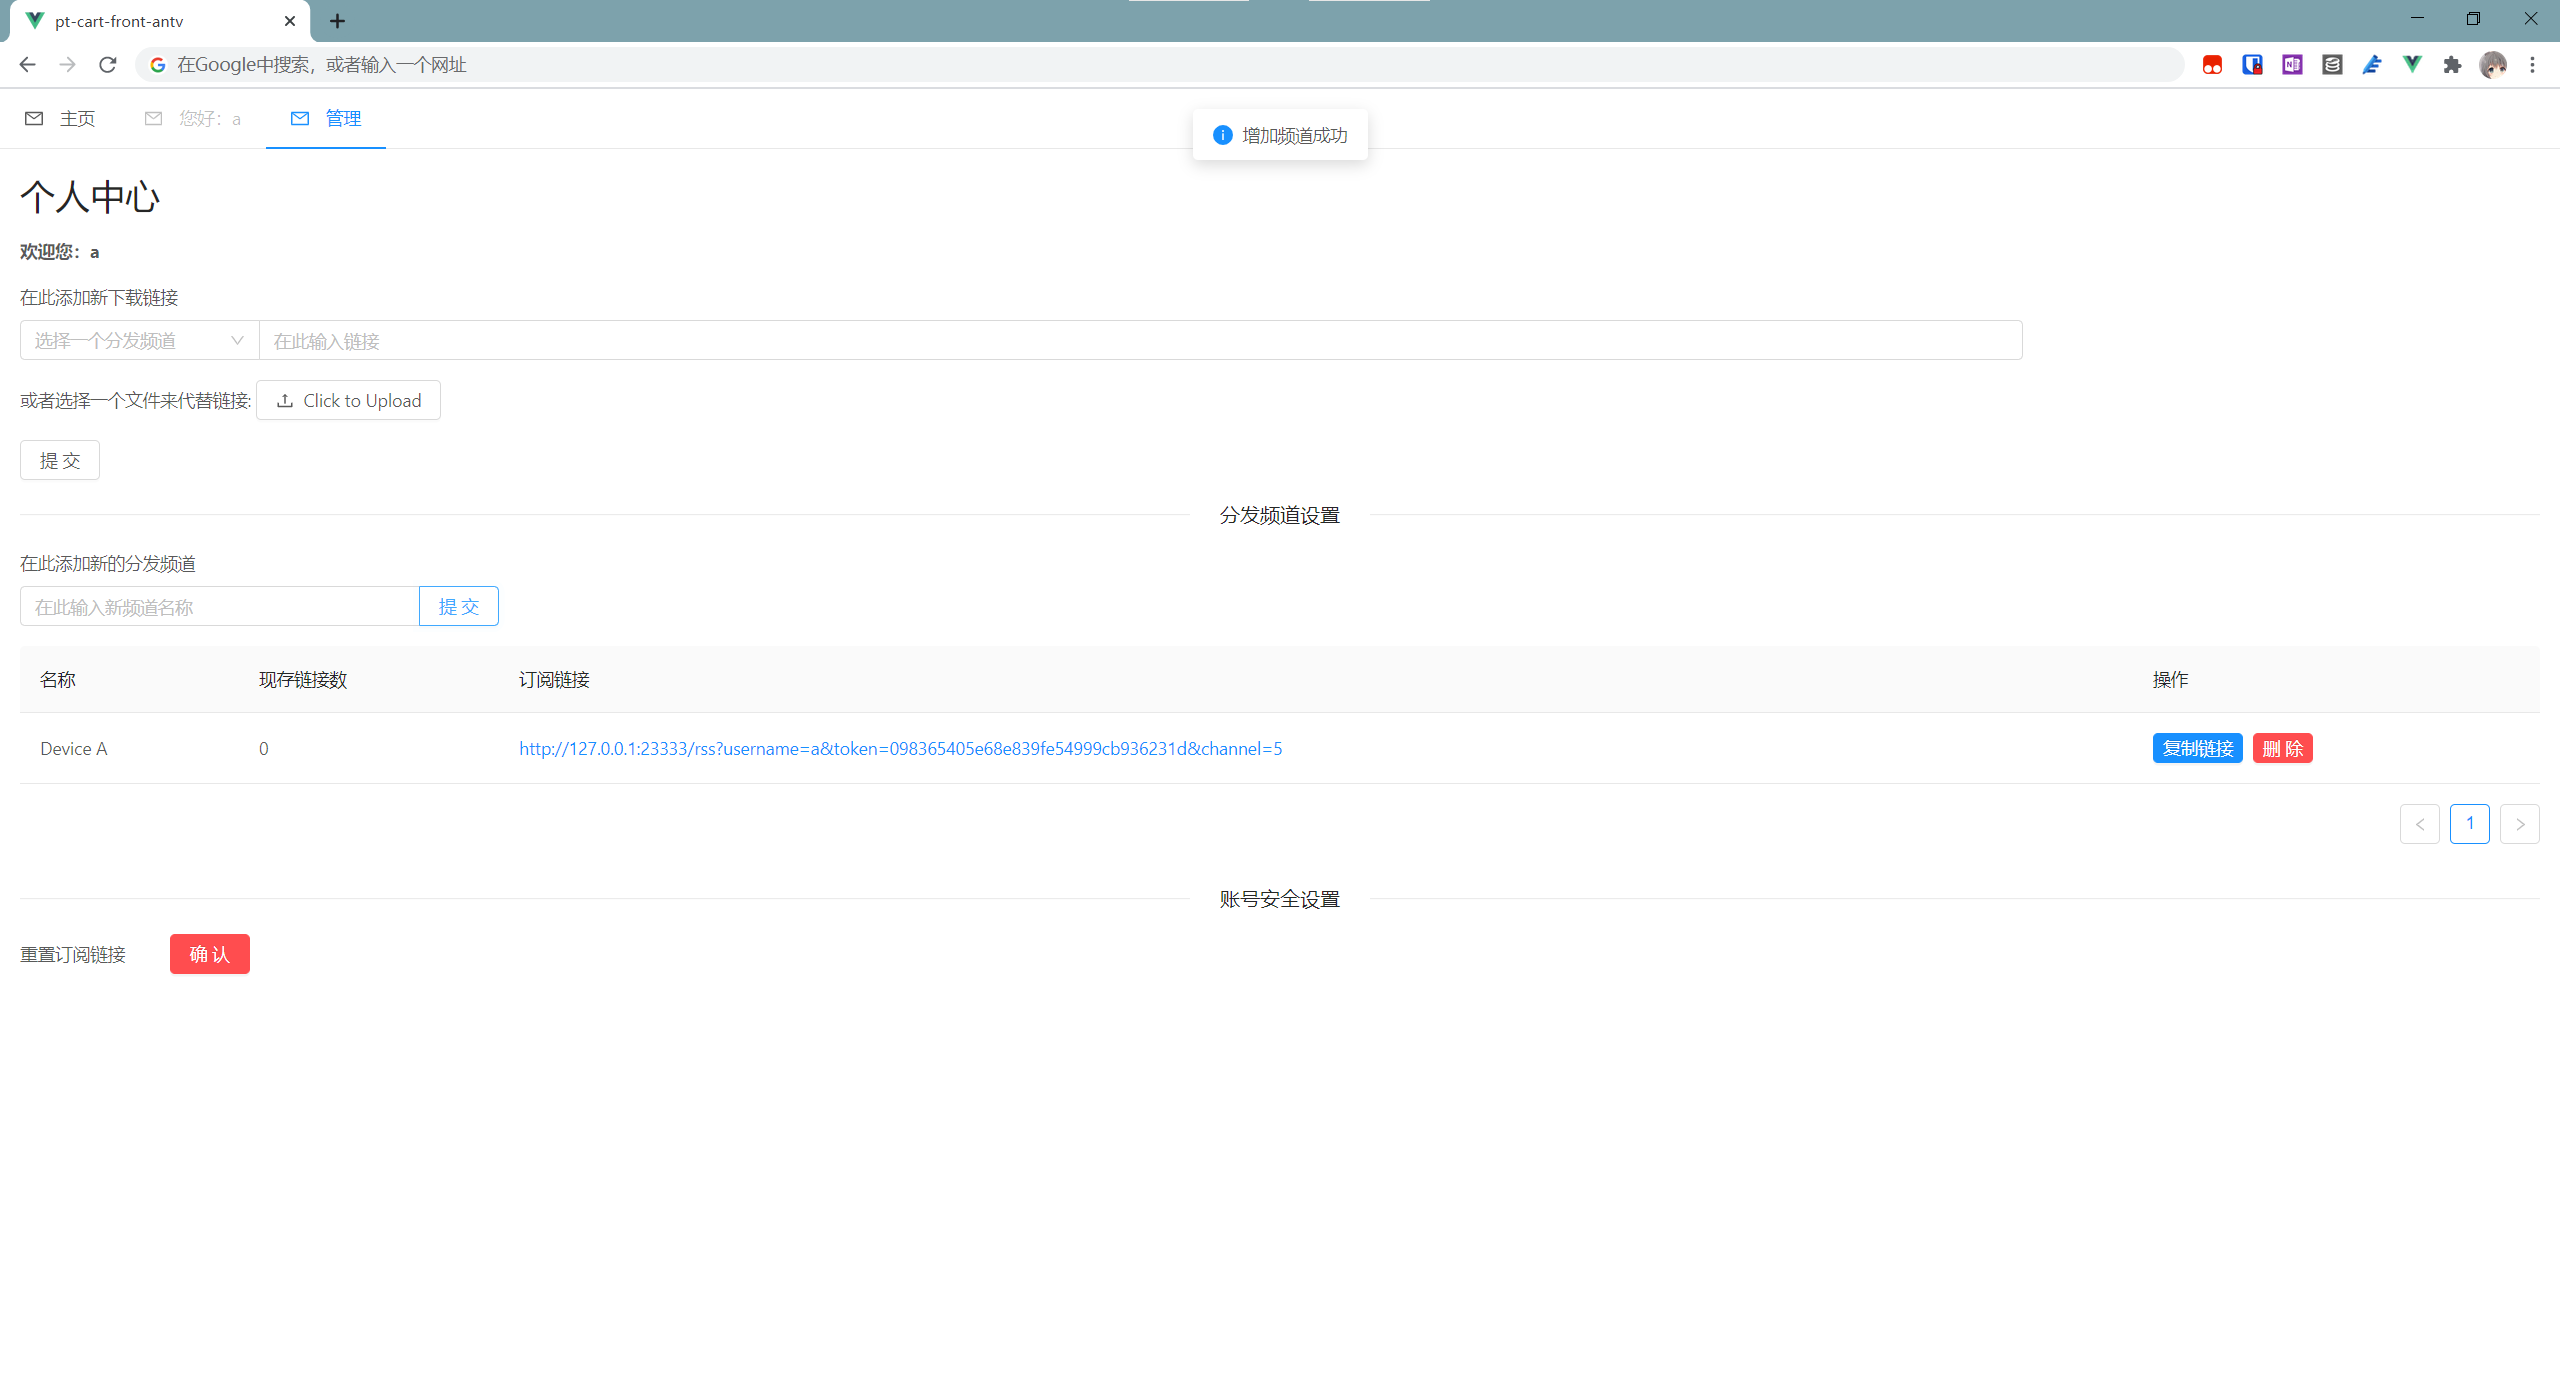 pt-cart-front-antv
在Google中搜索，或者输入一个网址
主页 您好：a 管理
增加频道成功
个人中心
欢迎您：a
在此添加新下载链接
选择一个分发频道 在此输入链接
或者选择一个文件来代替链接: Click to Upload
提 交
分发频道设置
在此添加新的分发频道
在此输入新频道名称 提 交
名称 现存链接数 订阅链接 操作
Device A 0 http://127.0.0.1:23333/rss?username=a&token=098365405e68e839fe54999cb936231d&channel=5 复制链接 删 除
1
账号安全设置
重置订阅链接 确 认